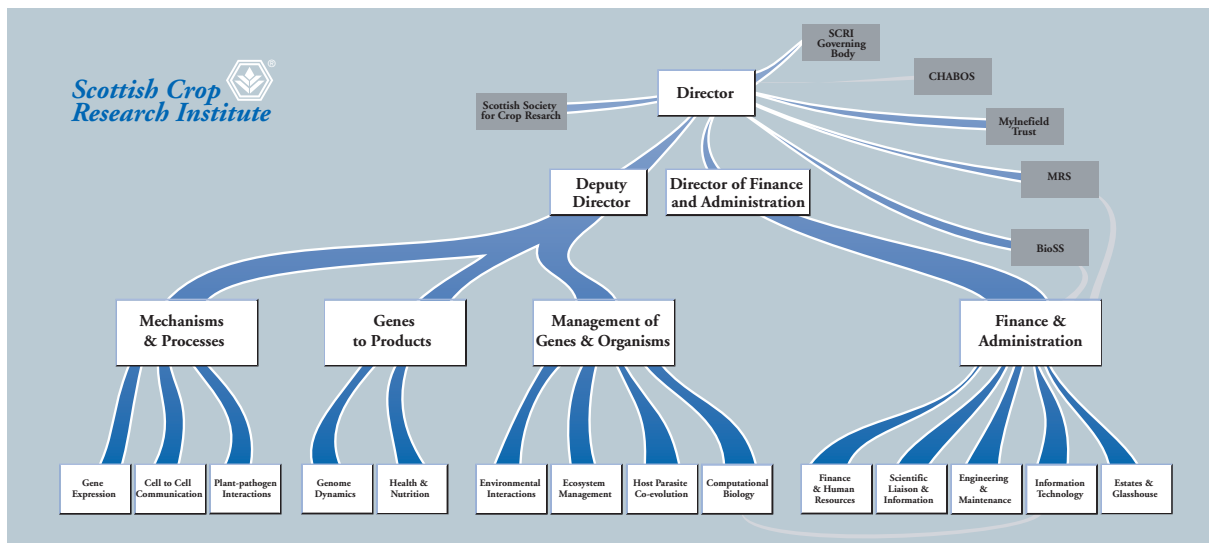 Scottish Crop
Research Institute
®
SCRI
Governing
Body
CHABOS
Director
Scottish Society
for Crop Resarch
Mylnefield
Trust
MRS
Deputy
Director
Director of Finance
and Administration
BioSS
Mechanisms
& Processes
Genes
to Products
Management of
Genes & Organisms
Finance &
Administration
Gene
Expression
Cell to Cell
Communication
Plant-pathogen
Interactions
Genome
Dynamics
Health &
Nutrition
Environmental
Interactions
Ecosystem
Management
Host Parasite
Co-evolution
Computational
Biology
Finance
& Human
Resources
Scientific
Liaison &
Information
Engineering
&
Maintenance
Information
Technology
Estates &
Glasshouse